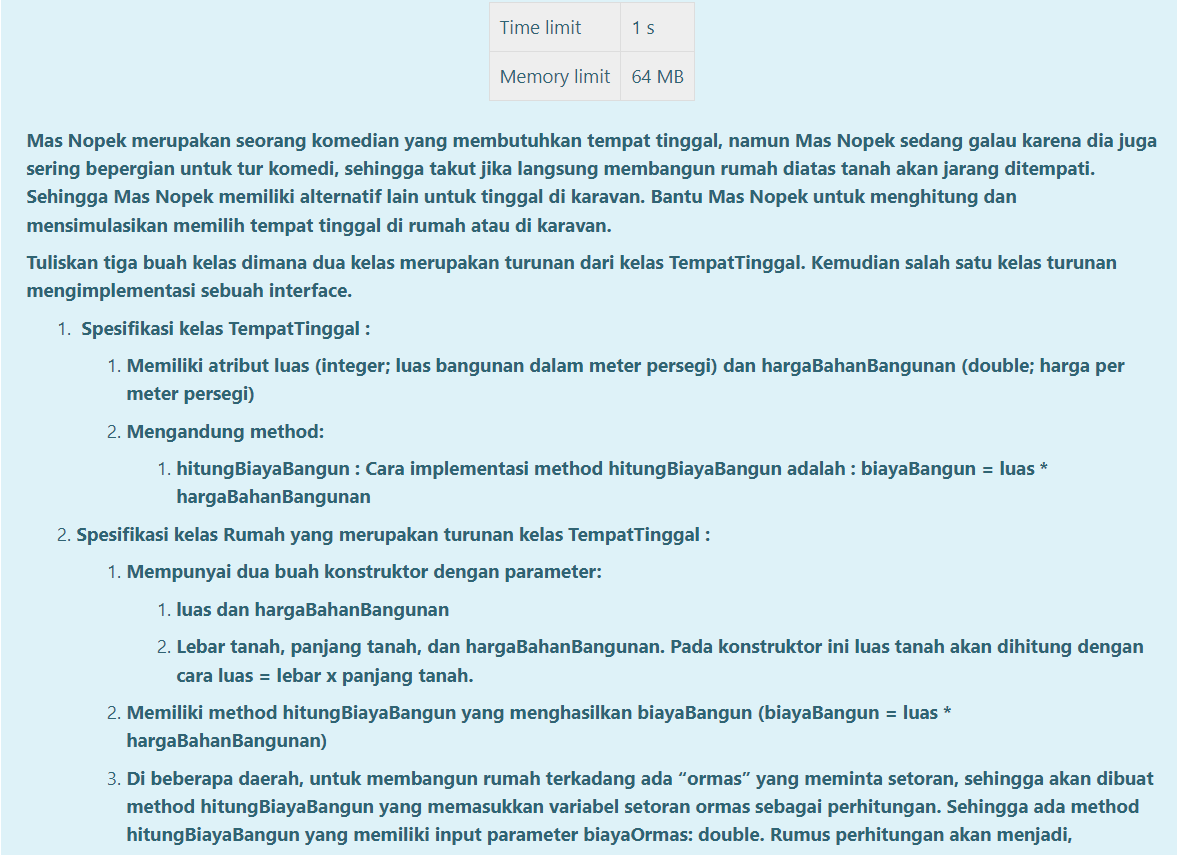 Time limit 1 s
Memory limit 64 MB
Mas Nopek merupakan seorang komedian yang membutuhkan tempat tinggal, namun Mas Nopek sedang galau karena dia juga
sering bepergian untuk tur komedi, sehingga takut jika langsung membangun rumah diatas tanah akan jarang ditempati.
Sehingga Mas Nopek memiliki alternatif lain untuk tinggal di karavan. Bantu Mas Nopek untuk menghitung dan
mensimulasikan memilih tempat tinggal di rumah atau di karavan.
Tuliskan tiga buah kelas dimana dua kelas merupakan turunan dari kelas TempatTinggal. Kemudian salah satu kelas turunan
mengimplementasi sebuah interface.
1. Spesifikasi kelas TempatTinggal :
1. Memiliki atribut luas (integer; luas bangunan dalam meter persegi) dan hargaBahanBangunan (double; harga per
meter persegi)
2. Mengandung method:
1. hitungBiayaBangun : Cara implementasi method hitungBiayaBangun adalah : biayaBangun = luas *
hargaBahanBangunan
2. Spesifikasi kelas Rumah yang merupakan turunan kelas TempatTinggal :
1. Mempunyai dua buah konstruktor dengan parameter:
1. luas dan hargaBahanBangunan
2. Lebar tanah, panjang tanah, dan hargaBahanBangunan. Pada konstruktor ini luas tanah akan dihitung dengan
cara luas = lebar x panjang tanah.
2. Memiliki method hitungBiayaBangun yang menghasilkan biayaBangun (biayaBangun = luas *
hargaBahanBangunan)
3. Di beberapa daerah, untuk membangun rumah terkadang ada “ormas” yang meminta setoran, sehingga akan dibuat
method hitungBiayaBangun yang memasukkan variabel setoran ormas sebagai perhitungan. Sehingga ada method
hitungBiayaBangun yang memiliki input parameter biayaOrmas: double. Rumus perhitungan akan menjadi,